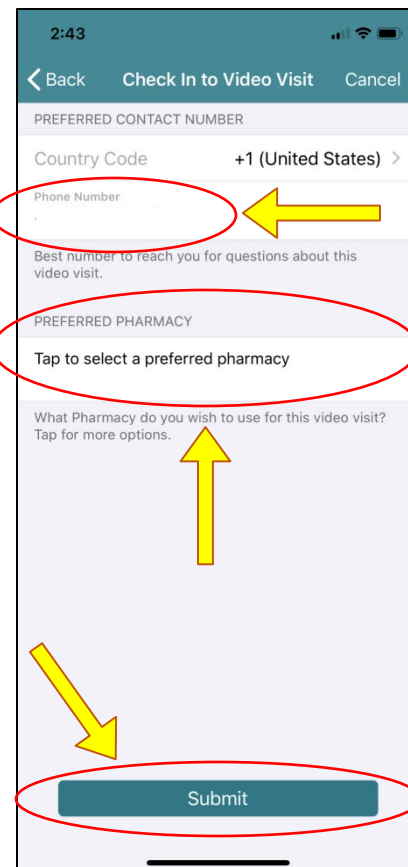 2:43
Back Check In to Video Visit Cancel
PREFERRED CONTACT NUMBER
Country Code +1 (United States)
Phone Number
.
Best number to reach you for questions about this
video visit.
PREFERRED PHARMACY
Tap to select a preferred pharmacy
What Pharmacy do you wish to use for this video visit?
Tap for more options.
Submit